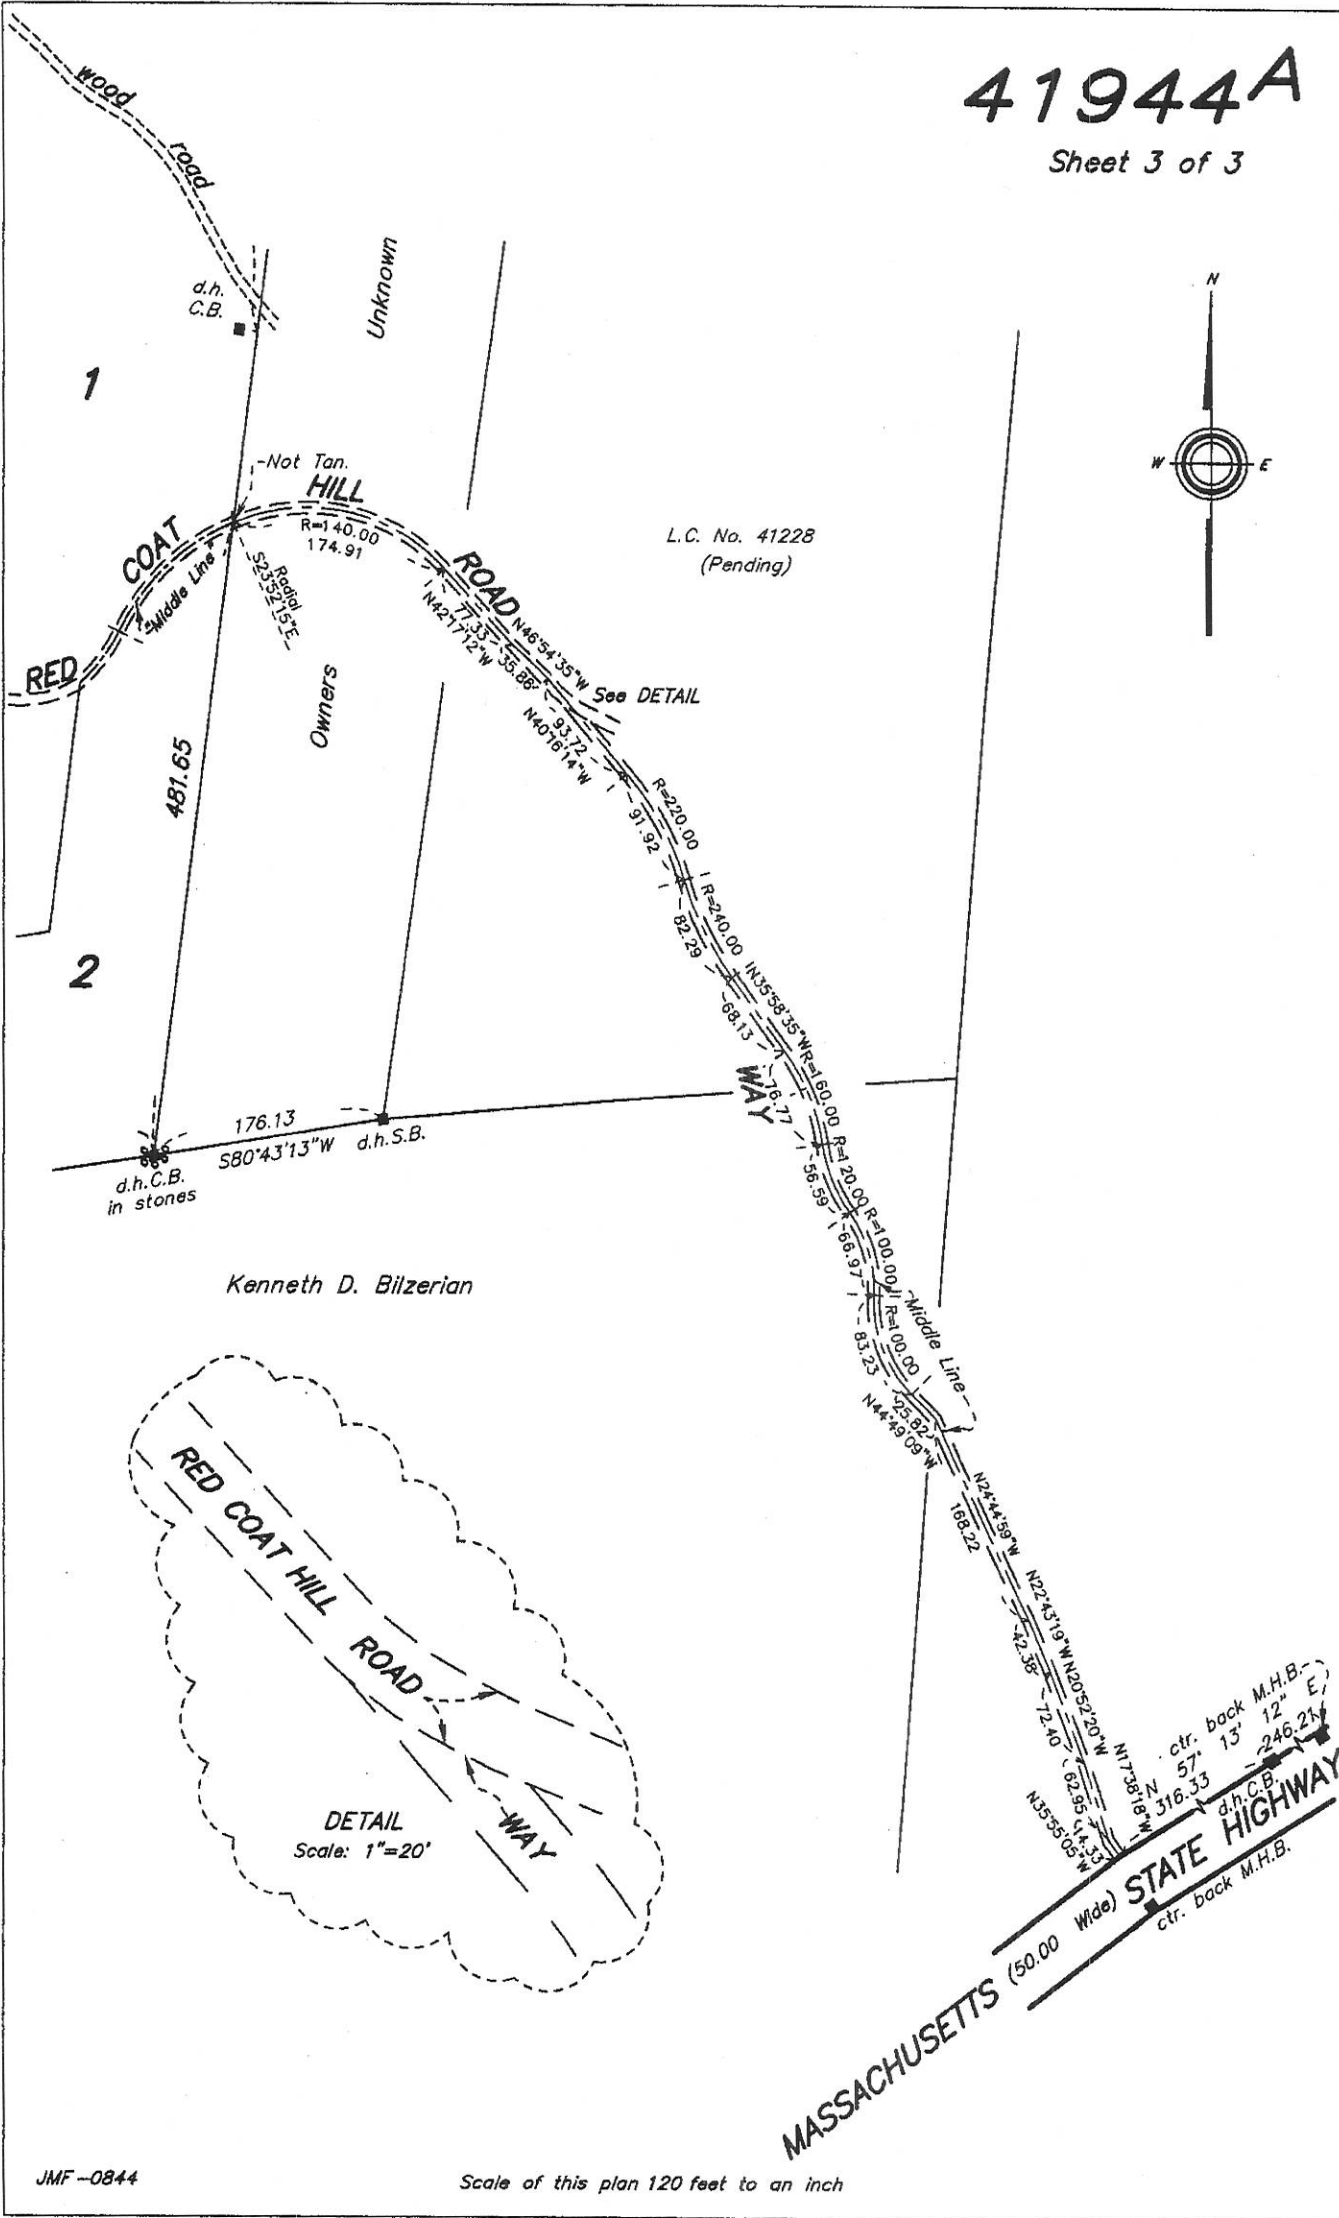 41944A
Sheet 3 of 3
wood
road
d.h.
C.B.
Unknown
N
W
E
1
Not Tan.
RED
COAT
HILL
ROAD
R=140.00
174.91
"Middle Line"
Radial
S23°52'15"E
L.C. No. 41228
(Pending)
77.33
N42°17'12"W
N46°54'35"W
35.86
See DETAIL
93.72
N40°16'14"W
Owners
481.65
R=220.00
91.92
R=240.00
82.29
2
N35°58'35"W
68.13
R=160.00
WAY
76.77
176.13
S80°43'13"W
d.h.S.B.
d.h.C.B.
in stones
R=120.00
56.59
R=100.00
66.97
Kenneth D. Bilzerian
Middle Line
R=100.00
83.23
25.82
N44°49'09"W
N24°44'59"W
168.22
RED COAT HILL
ROAD
WAY
DETAIL
Scale: 1"=20'
N22°43'19"W
42.38
N20°52'20"W
72.40
N17°38'18"W
62.95
14.33
N35°55'05"W
ctr. back M.H.B.
N 57° 13' 12" E
316.33
246.21
d.h.C.B.
MASSACHUSETTS (50.00 Wide) STATE HIGHWAY
ctr. back M.H.B.
JMF-0844
Scale of this plan 120 feet to an inch